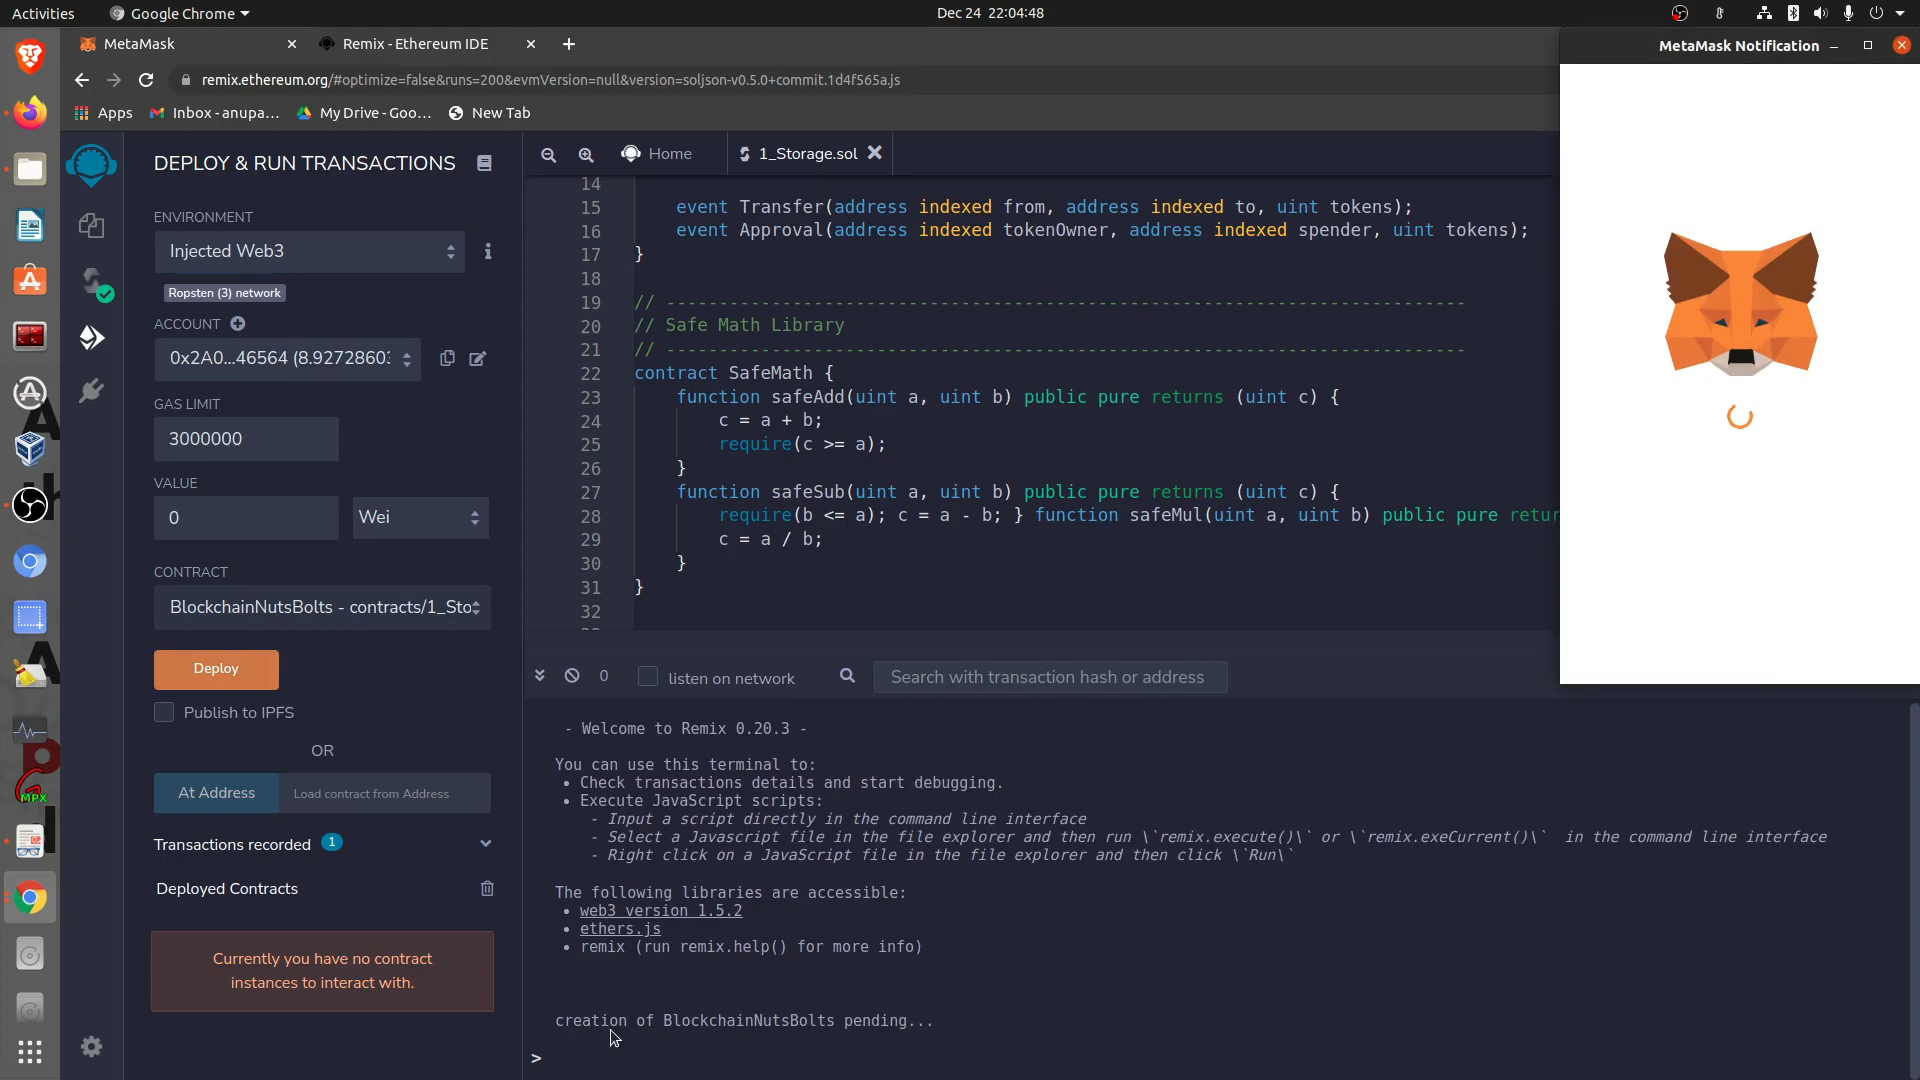 Activities
Google Chrome
Dec 24 22:04:48
MetaMask
Remix - Ethereum IDE
MetaMask Notification
remix.ethereum.org/#optimize=false&runs=200&evmVersion=null&version=soljson-v0.5.0+commit.1d4f565a.js
Apps
Inbox - anupa...
My Drive - Goo...
New Tab
DEPLOY & RUN TRANSACTIONS
ENVIRONMENT
Injected Web3
Ropsten (3) network
ACCOUNT
0x2A0...46564 (8.9272860
GAS LIMIT
3000000
VALUE
0
Wei
CONTRACT
BlockchainNutsBolts - contracts/1_Sto
Deploy
Publish to IPFS
OR
At Address
Load contract from Address
Transactions recorded 1
Deployed Contracts
Currently you have no contract
instances to interact with.
Home
1_Storage.sol
14
15 event Transfer(address indexed from, address indexed to, uint tokens);
16 event Approval(address indexed tokenOwner, address indexed spender, uint tokens);
17 }
18
19 // ----------------------------------------------------------------------------
20 // Safe Math Library
21 // ----------------------------------------------------------------------------
22 contract SafeMath {
23 function safeAdd(uint a, uint b) public pure returns (uint c) {
24 c = a + b;
25 require(c >= a);
26 }
27 function safeSub(uint a, uint b) public pure returns (uint c) {
28 require(b <= a); c = a - b; } function safeMul(uint a, uint b) public pure retur
29 c = a / b;
30 }
31 }
32
0
listen on network
Search with transaction hash or address
- Welcome to Remix 0.20.3 -
You can use this terminal to:
• Check transactions details and start debugging.
• Execute JavaScript scripts:
- Input a script directly in the command line interface
- Select a Javascript file in the file explorer and then run \`remix.execute()\` or \`remix.exeCurrent()\` in the command line interface
- Right click on a JavaScript file in the file explorer and then click \`Run\`
The following libraries are accessible:
• web3 version 1.5.2
• ethers.js
• remix (run remix.help() for more info)
creation of BlockchainNutsBolts pending...
>
MPX